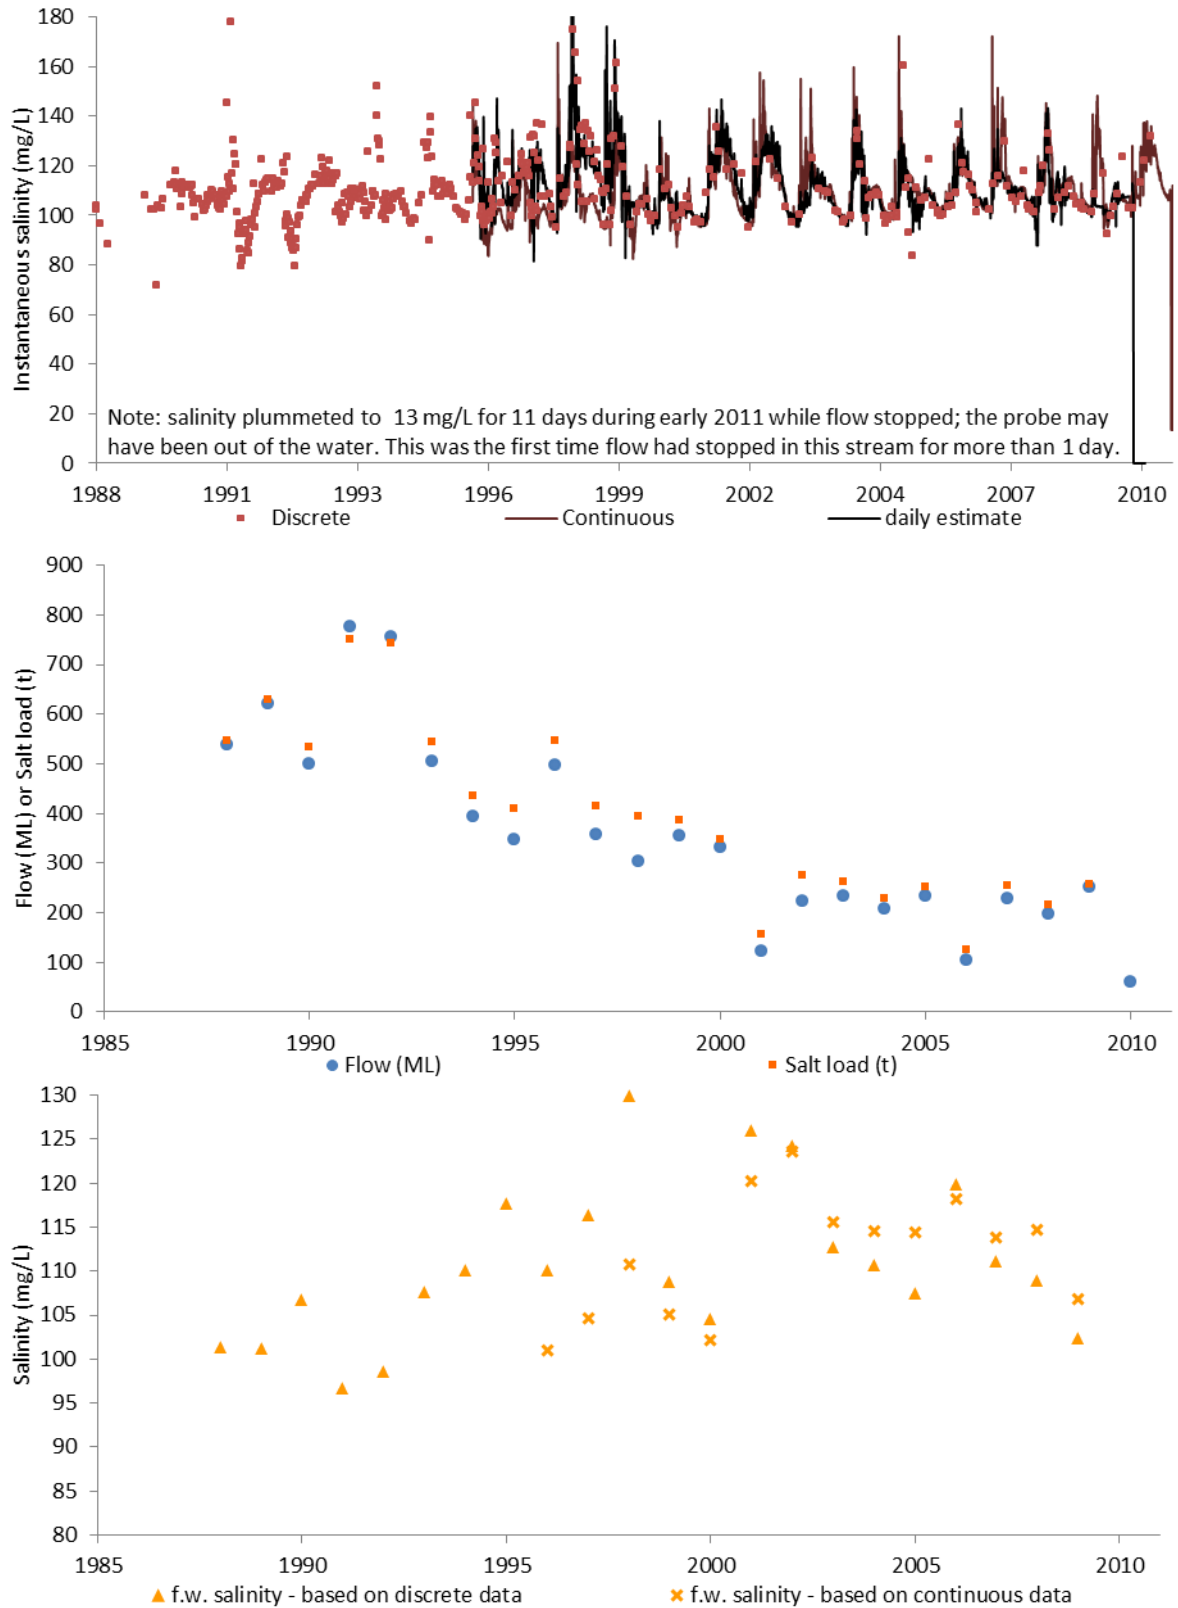 180
160
140
120
100
80
60
40
20
0
Instantaneous salinity (mg/L)
Note: salinity plummeted to 13 mg/L for 11 days during early 2011 while flow stopped; the probe may
have been out of the water. This was the first time flow had stopped in this stream for more than 1 day.
1988 1991 1993 1996 1999 2002 2004 2007 2010
Discrete Continuous daily estimate
900
800
700
600
500
400
300
200
100
0
Flow (ML) or Salt load (t)
1985 1990 1995 2000 2005 2010
Flow (ML) Salt load (t)
130
125
120
115
110
105
100
95
90
85
80
Salinity (mg/L)
1985 1990 1995 2000 2005 2010
f.w. salinity - based on discrete data f.w. salinity - based on continuous data